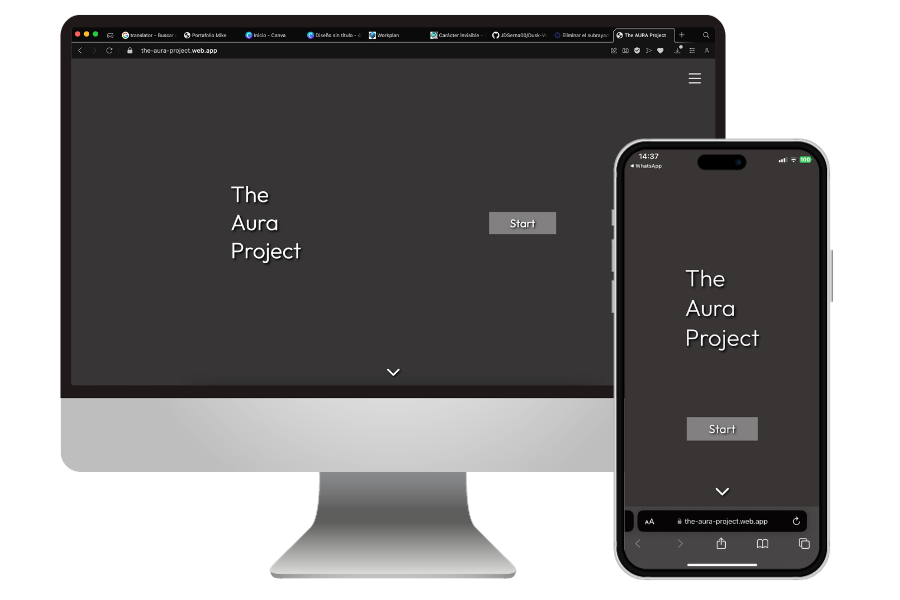 translator - Buscar
Portafolio Mike
Inicio - Canva
Diseño sin título - 
Workplan
Carácter Invisible -
JDSerna00/Dusk-V
Eliminar el subraya
The AURA Project
the-aura-project.web.app
The
Aura
Project
Start
14:37
WhatsApp
100
The
Aura
Project
Start
AA
the-aura-project.web.app